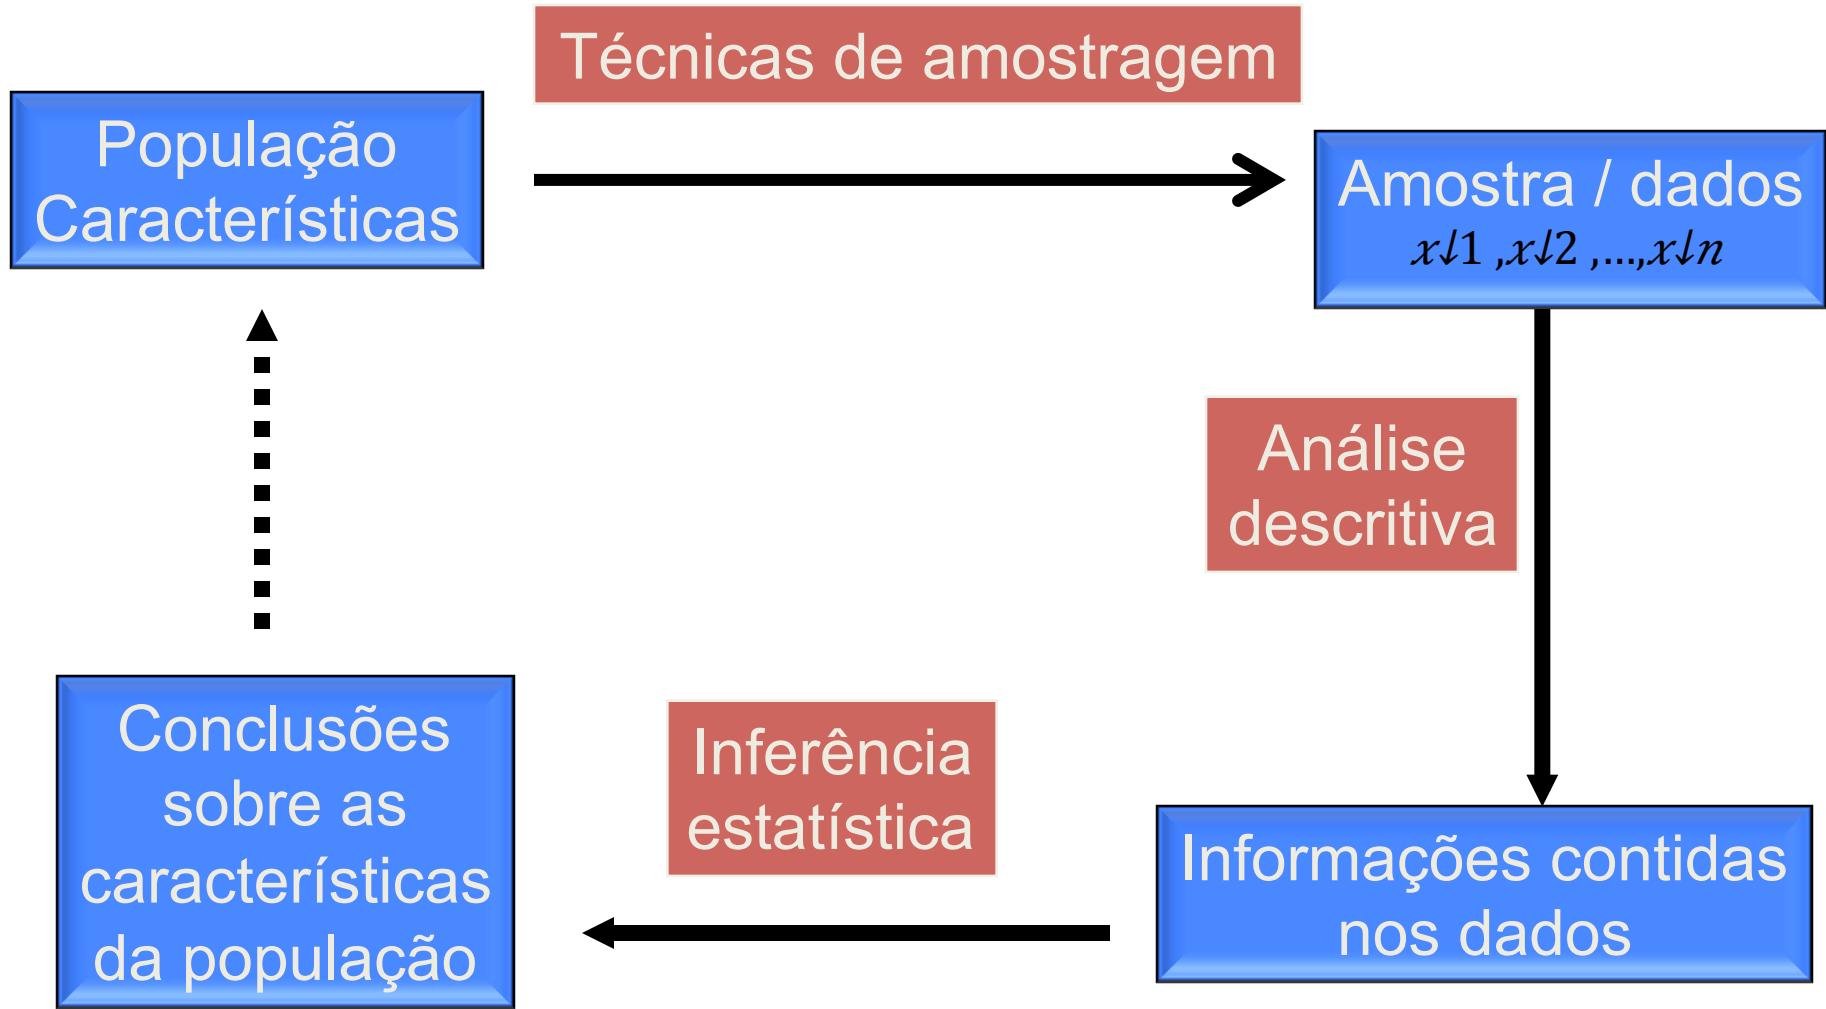 Técnicas de amostragem
População
Características
Amostra / dados
x↓1 ,x↓2 ,…,x↓n
Análise
descritiva
Inferência
estatística
Conclusões
sobre as
características
da população
Informações contidas
nos dados